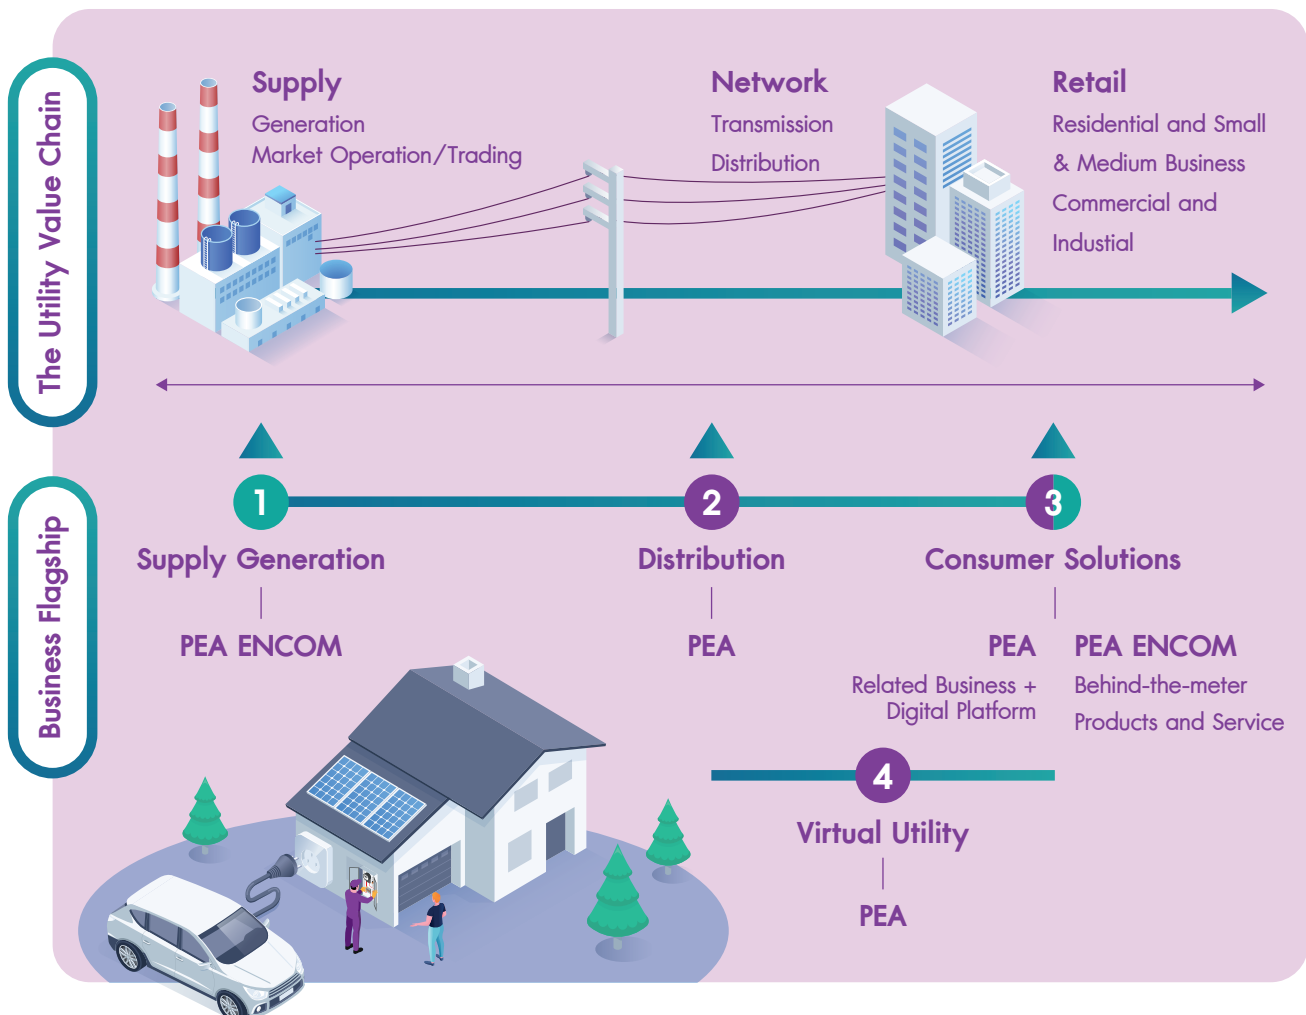 The Utility Value Chain
Supply
Generation
Market Operation/Trading
Network
Transmission
Distribution
Retail
Residential and Small
& Medium Business
Commercial and
Industial
Business Flagship
1
Supply Generation
PEA ENCOM
2
Distribution
PEA
3
Consumer Solutions
PEA
Related Business +
Digital Platform
PEA ENCOM
Behind-the-meter
Products and Service
4
Virtual Utility
PEA